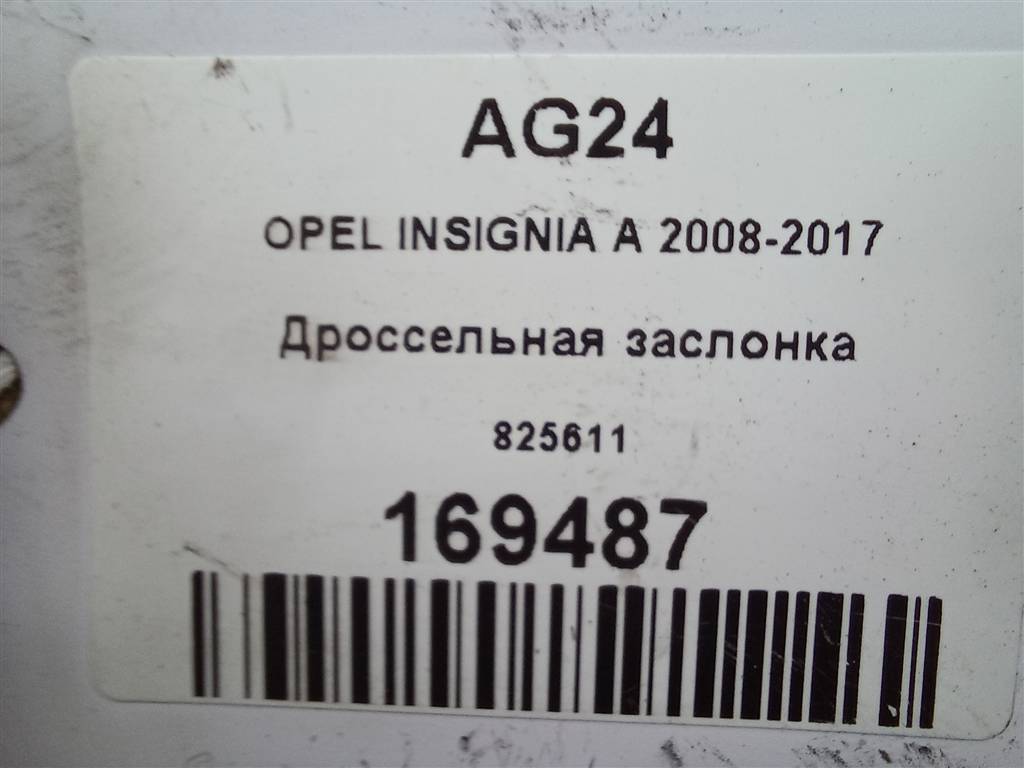 AG24
OPEL INSIGNIA A 2008-2017
Дроссельная заслонка
825611
169487